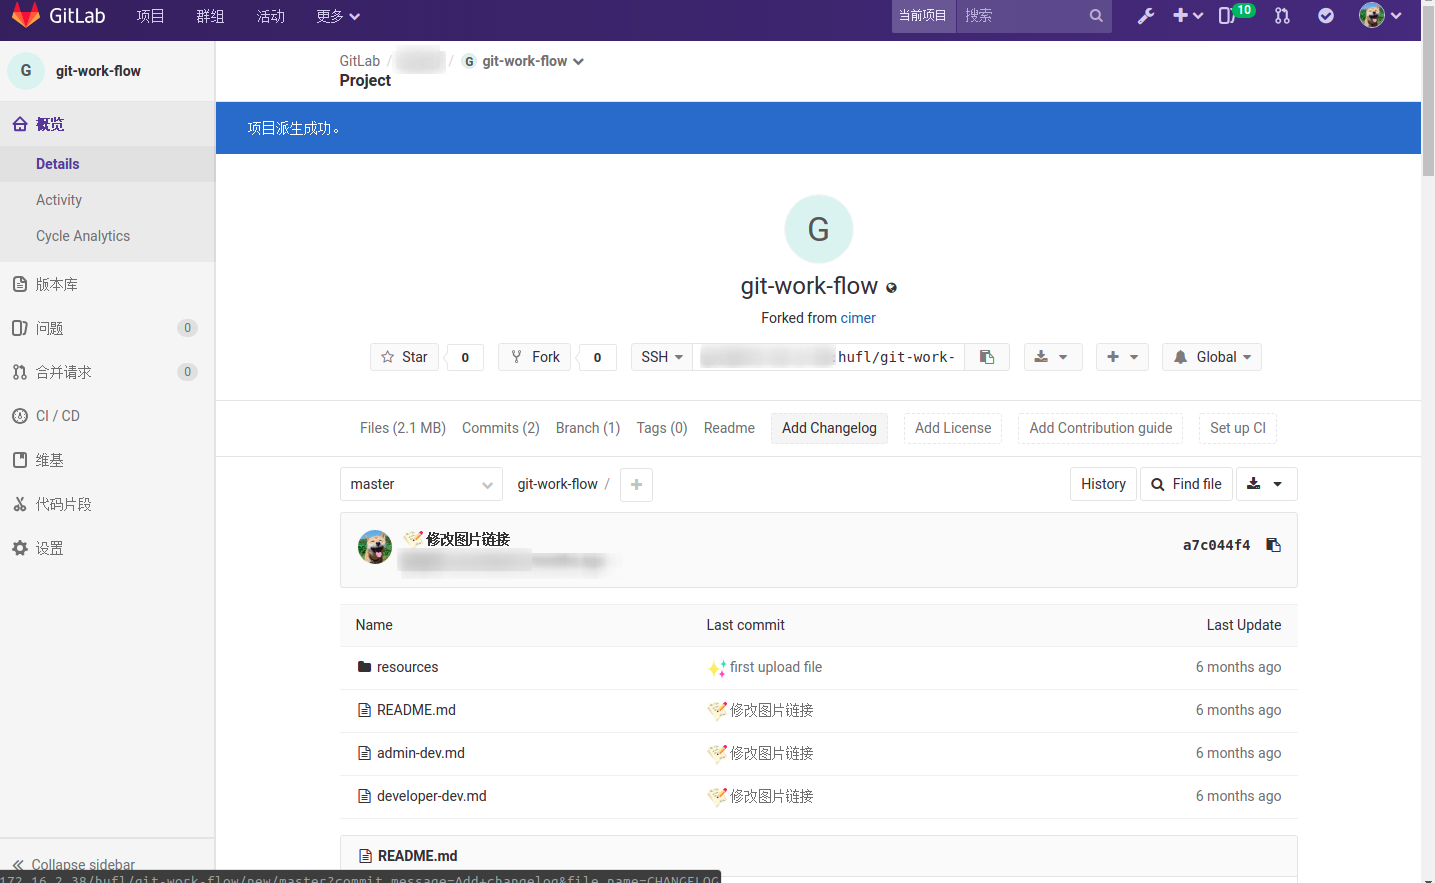 GitLab 项目 群组 活动 更多 当前项目 搜索 10
G git-work-flow
GitLab / / G git-work-flow
Project
概览
项目派生成功。
Details
Activity
Cycle Analytics
版本库
问题 0
合并请求 0
CI / CD
维基
代码片段
设置
Collapse sidebar
G
git-work-flow
Forked from cimer
Star 0 Fork 0 SSH :hufl/git-work- Global
Files (2.1 MB) Commits (2) Branch (1) Tags (0) Readme Add Changelog Add License Add Contribution guide Set up CI
master git-work-flow / + History Find file
修改图片链接
a7c044f4
Name Last commit Last Update
resources first upload file 6 months ago
README.md 修改图片链接 6 months ago
admin-dev.md 修改图片链接 6 months ago
developer-dev.md 修改图片链接 6 months ago
README.md
172.16.2.38/hufl/git-work-flow/new/master?commit_message=Add+changelog&file_name=CHANGELOG